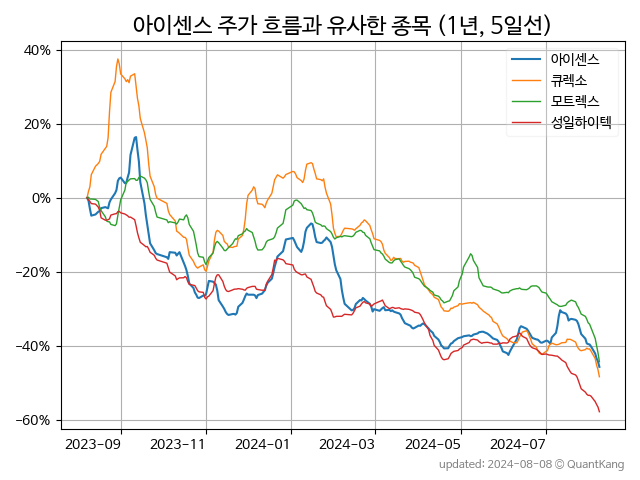 아이센스 주가 흐름과 유사한 종목 (1년, 5일선)
40%
20%
0%
−20%
−40%
−60%
아이센스
큐렉소
모트렉스
성일하이텍
2023-09 2023-11 2024-01 2024-03 2024-05 2024-07
updated: 2024-08-08 © QuantKang